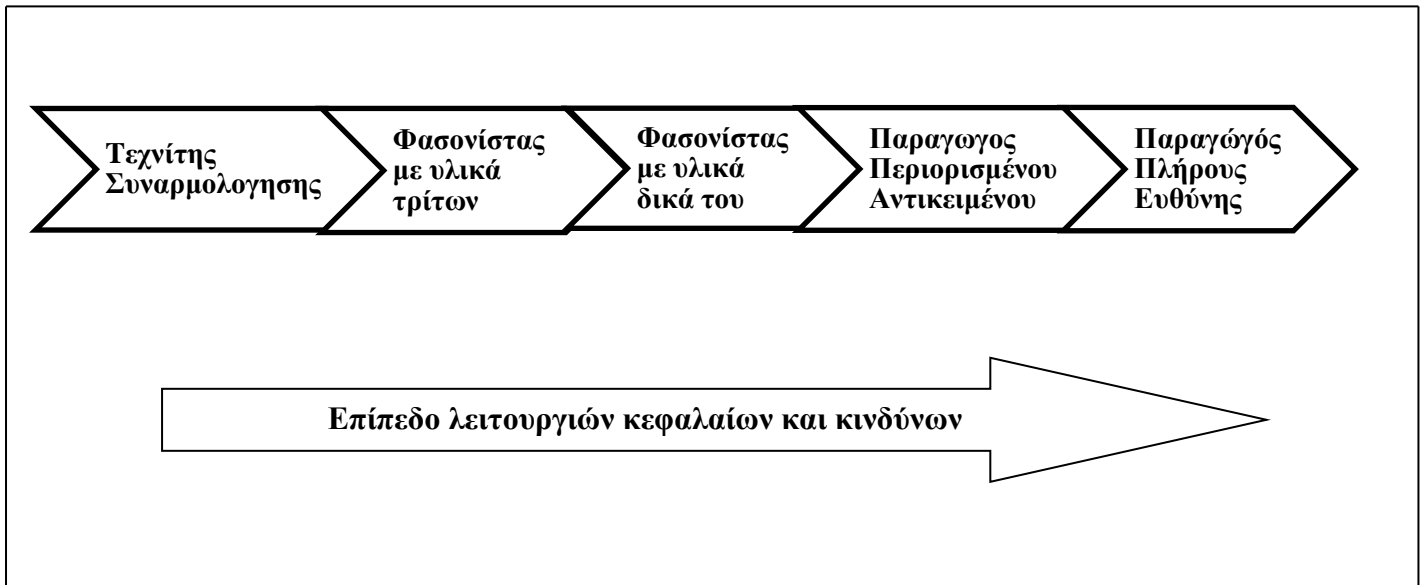 Τεχνίτης
Συναρμολογησης
Φασονίστας
με υλικά
τρίτων
Φασονίστας
με υλικά
δικά του
Παραγωγος
Περιορισμένου
Αντικειμένου
Παραγώγός
Πλήρους
Ευθύνης
Επίπεδο λειτουργιών κεφαλαίων και κινδύνων